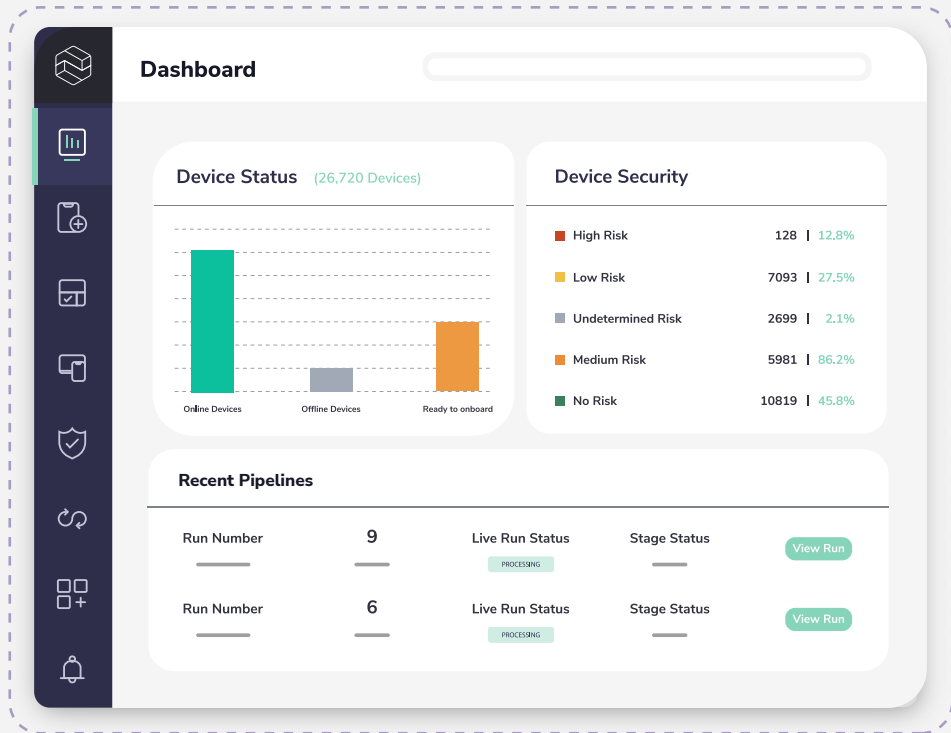 Dashboard
Device Status (26,720 Devices)
Online Devices
Offline Devices
Ready to onboard
Device Security
High Risk 128 | 12.8%
Low Risk 7093 | 27.5%
Undetermined Risk 2699 | 2.1%
Medium Risk 5981 | 86.2%
No Risk 10819 | 45.8%
Recent Pipelines
Run Number 9 Live Run Status Stage Status View Run
PROCESSING
Run Number 6 Live Run Status Stage Status View Run
PROCESSING